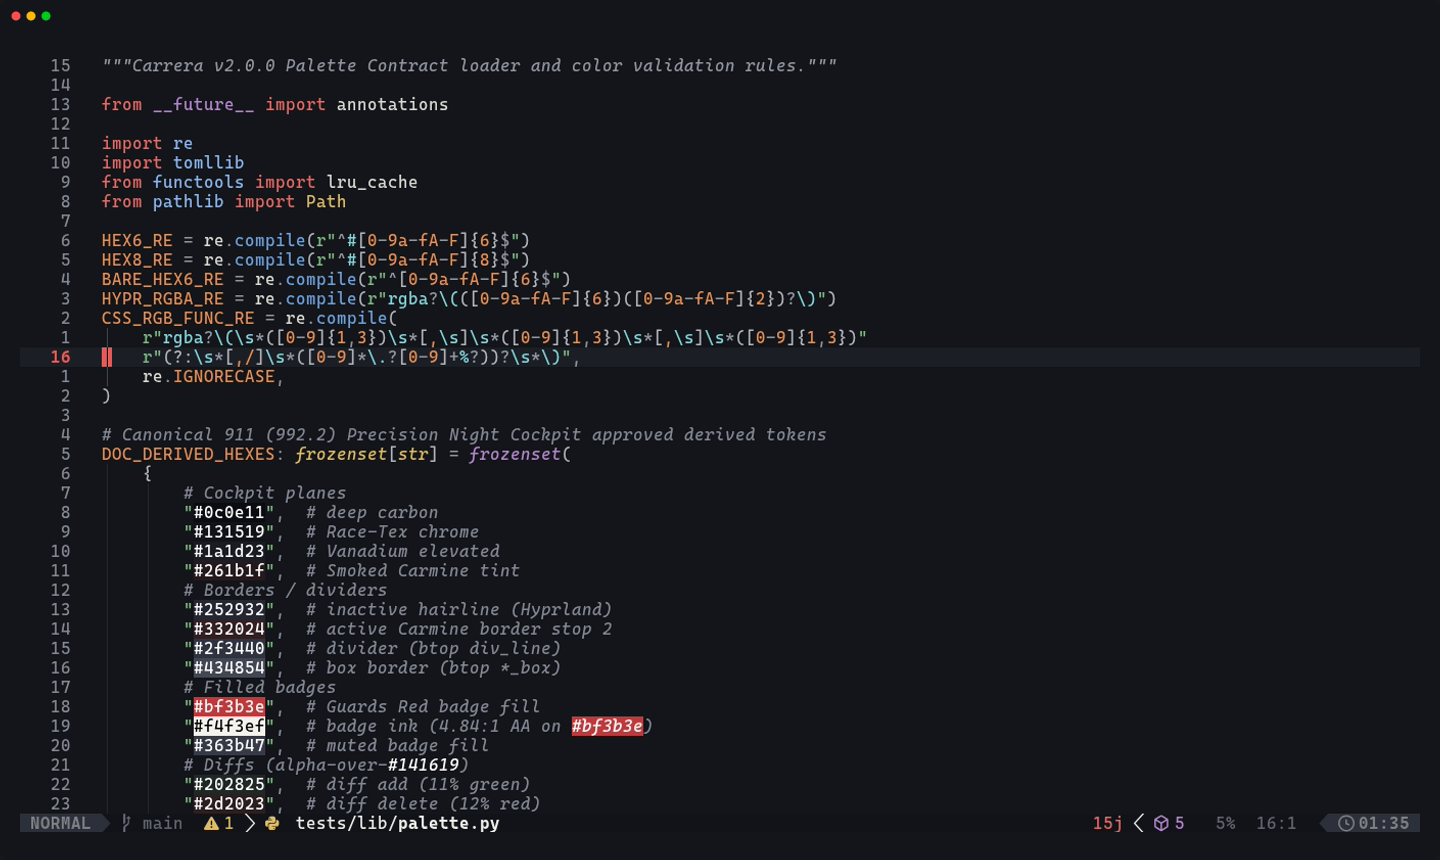 15 """Carrera v2.0.0 Palette Contract loader and color validation rules."""
14
13 from __future__ import annotations
12
11 import re
10 import tomllib
9 from functools import lru_cache
8 from pathlib import Path
7
6 HEX6_RE = re.compile(r"^#[0-9a-fA-F]{6}$")
5 HEX8_RE = re.compile(r"^#[0-9a-fA-F]{8}$")
4 BARE_HEX6_RE = re.compile(r"^[0-9a-fA-F]{6}$")
3 HYPR_RGBA_RE = re.compile(r"rgba?\(([0-9a-fA-F]{6})([0-9a-fA-F]{2})?\)")
2 CSS_RGB_FUNC_RE = re.compile(
1     r"rgba?\(\s*([0-9]{1,3})\s*[,\s]\s*([0-9]{1,3})\s*[,\s]\s*([0-9]{1,3})"
16     r"(?:\s*[,/]\s*([0-9]*\.?[0-9]+%?))?\s*\)",
1     re.IGNORECASE,
2 )
3
4 # Canonical 911 (992.2) Precision Night Cockpit approved derived tokens
5 DOC_DERIVED_HEXES: frozenset[str] = frozenset(
6     {
7         # Cockpit planes
8         "#0c0e11",  # deep carbon
9         "#131519",  # Race-Tex chrome
10         "#1a1d23",  # Vanadium elevated
11         "#261b1f",  # Smoked Carmine tint
12         # Borders / dividers
13         "#252932",  # inactive hairline (Hyprland)
14         "#332024",  # active Carmine border stop 2
15         "#2f3440",  # divider (btop div_line)
16         "#434854",  # box border (btop *_box)
17         # Filled badges
18         "#bf3b3e",  # Guards Red badge fill
19         "#f4f3ef",  # badge ink (4.84:1 AA on #bf3b3e)
20         "#363b47",  # muted badge fill
21         # Diffs (alpha-over-#141619)
22         "#202825",  # diff add (11% green)
23         "#2d2023",  # diff delete (12% red)
NORMAL main 1 tests/lib/palette.py 15j 5 5% 16:1 01:35